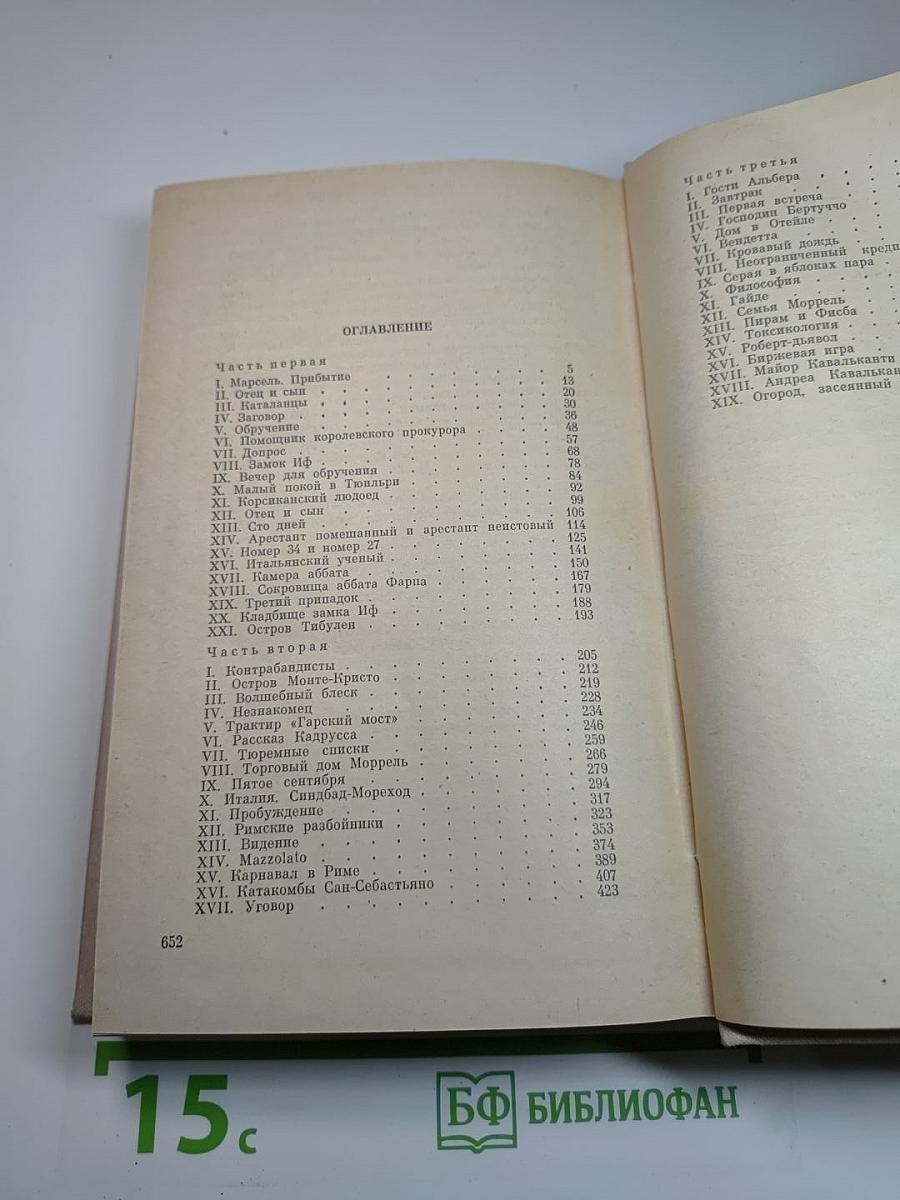 ОГЛАВЛЕНИЕ
Часть первая
I. Марсель. Прибытие . . . . . . . . 5
II. Отец и сын . . . . . . . . . . 13
III. Каталанцы . . . . . . . . . . 20
IV. Заговор . . . . . . . . . . . 30
V. Обручение . . . . . . . . . . 36
VI. Помощник королевского прокурора . . . . 48
VII. Допрос . . . . . . . . . . . 57
VIII. Замок Иф . . . . . . . . . . 68
IX. Вечер для обручения . . . . . . . 78
X. Малый покой в Тюильри . . . . . . 84
XI. Корсиканский людоед . . . . . . . 92
XII. Отец и сын . . . . . . . . . . 99
XIII. Сто дней . . . . . . . . . . 106
XIV. Арестант помешанный и арестант неистовый 114
XV. Номер 34 и номер 27 . . . . . . . 125
XVI. Итальянский ученый . . . . . . . 141
XVII. Камера аббата . . . . . . . . 150
XVIII. Сокровища аббата Фариа . . . . . 167
XIX. Третий припадок . . . . . . . . 179
XX. Кладбище замка Иф . . . . . . . 188
XXI. Остров Тибулен . . . . . . . . 193
Часть вторая
I. Контрабандисты . . . . . . . . . 205
II. Остров Монте-Кристо . . . . . . . 212
III. Волшебный блеск . . . . . . . . 219
IV. Незнакомец . . . . . . . . . . 228
V. Трактир «Гарский мост» . . . . . . 234
VI. Рассказ Кадрусса . . . . . . . . 246
VII. Тюремные списки . . . . . . . . 259
VIII. Торговый дом Моррель . . . . . . 266
IX. Пятое сентября . . . . . . . . . 279
X. Италия. Синдбад-Мореход . . . . . . 294
XI. Пробуждение . . . . . . . . . . 317
XII. Римские разбойники . . . . . . . 323
XIII. Видение . . . . . . . . . . . 353
XIV. Mazzolato . . . . . . . . . . 374
XV. Карнавал в Риме . . . . . . . . 389
XVI. Катакомбы Сан-Себастьяно . . . . . 407
XVII. Уговор . . . . . . . . . . . 423
652
Часть третья
I. Гости Альбера . . .
II. Завтрак . . .
III. Первая встреча . . .
IV. Господин Бертуччо . .
V. Дом в Отейле . . .
VI. Вендетта . . .
VII. Кровавый дождь . .
VIII. Неограниченный
IX. Серая в яблоках пара .
X. Философия . . .
XI. Гайде . . .
XII. Семья Моррель . .
XIII. Пирам и Фисба . .
XIV. Токсикология . .
XV. Роберт-дьявол . .
XVI. Биржевая игра .
XVII. Майор Кавальканти
XVIII. Андреа
XIX. Огород, засеянный
15 с
БФ БИБЛИОФАН